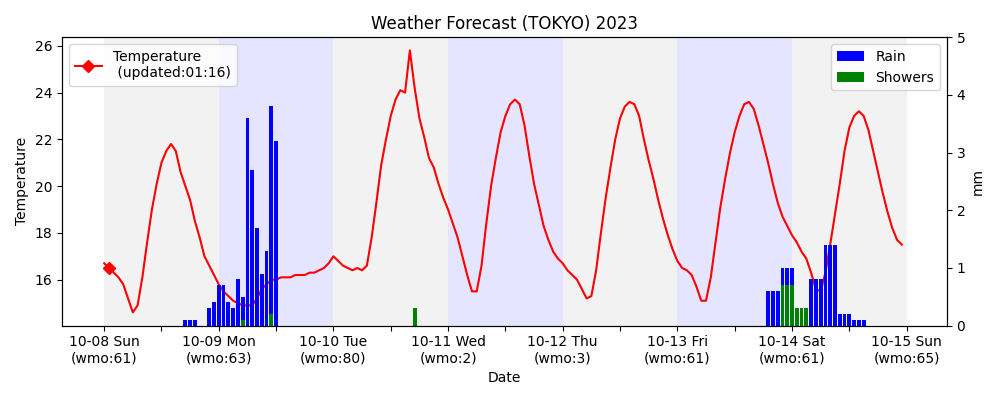 Weather Forecast (TOKYO) 2023
Temperature
(updated:01:16)
Rain
Showers
26
24
22
20
18
16
Temperature
5
4
3
2
1
0
mm
10-08 Sun
(wmo:61)
10-09 Mon
(wmo:63)
10-10 Tue
(wmo:80)
10-11 Wed
(wmo:2)
10-12 Thu
(wmo:3)
10-13 Fri
(wmo:61)
10-14 Sat
(wmo:61)
10-15 Sun
(wmo:65)
Date